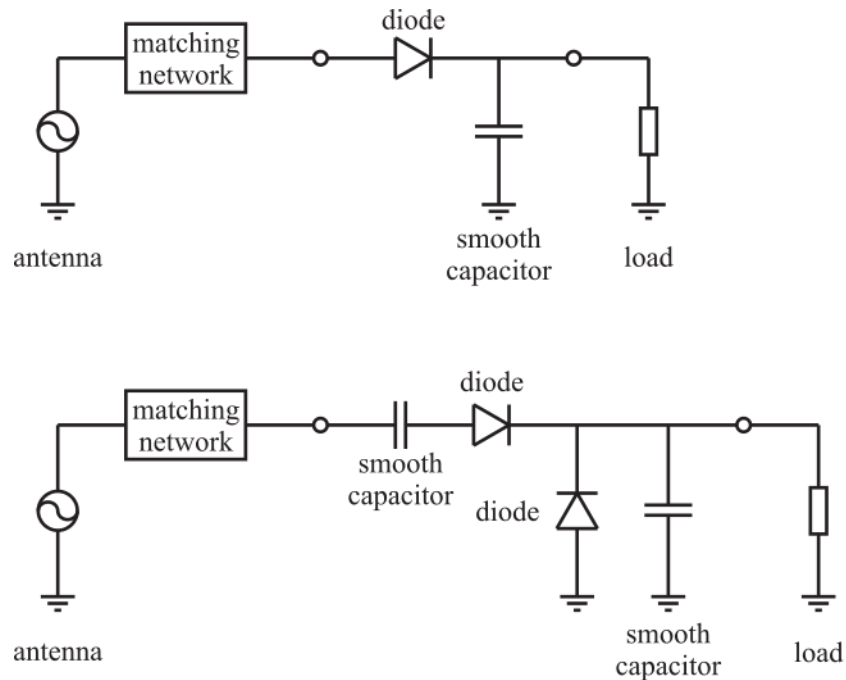 diode
matching
network
antenna
smooth
capacitor
load
diode
matching
network
smooth
capacitor
diode
antenna
smooth
capacitor
load